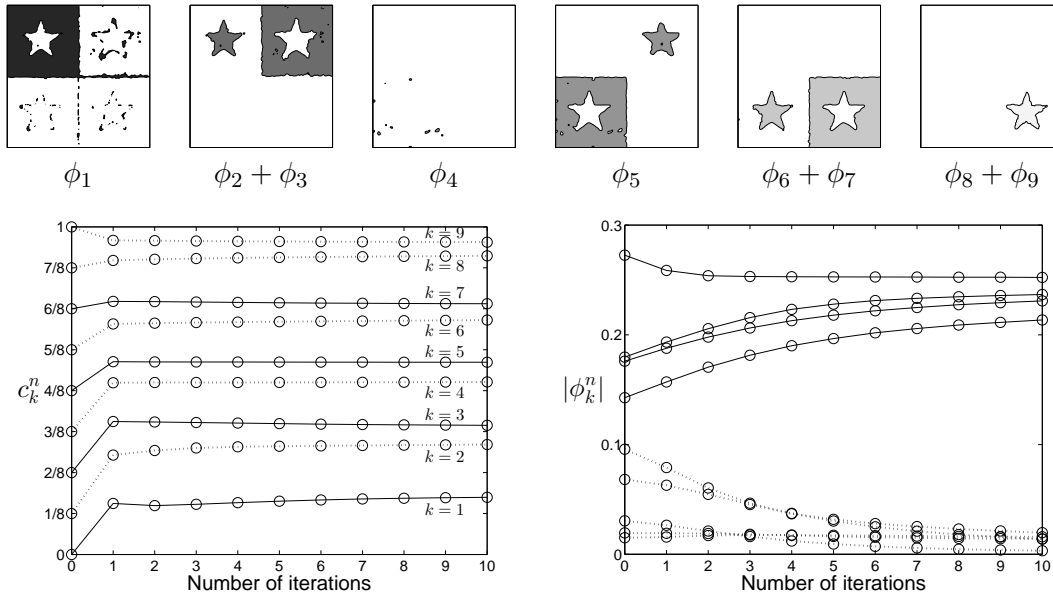 ϕ₁ ϕ₂ + ϕ₃ ϕ₄ ϕ₅ ϕ₆ + ϕ₇ ϕ₈ + ϕ₉
1
k = 9
7/8
k = 8
k = 7
6/8
k = 6
5/8
k = 5
4/8
cₖⁿ
k = 4
k = 3
3/8
2/8
k = 2
1/8
k = 1
0
0 1 2 3 4 5 6 7 8 9 10
Number of iterations
0.3
0.2
|ϕₖⁿ|
0.1
0
0 1 2 3 4 5 6 7 8 9 10
Number of iterations